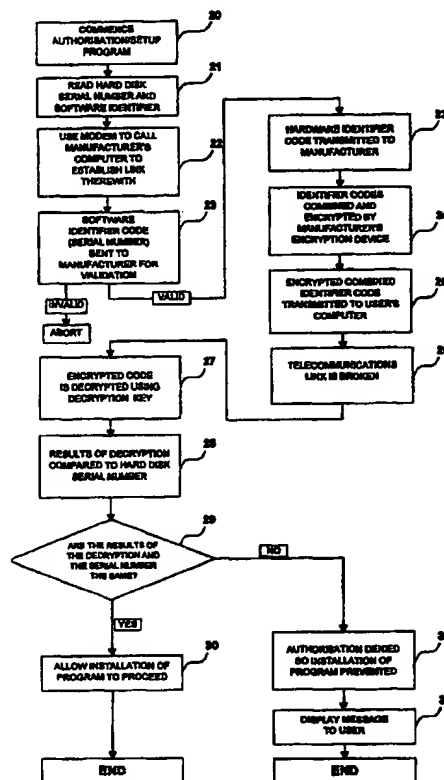 20
COMMENCE
AUTHORISATION/SETUP
PROGRAM
21
READ HARD DISK
SERIAL NUMBER AND
SOFTWARE IDENTIFIER
USE MODEM TO CALL
MANUFACTURER'S
COMPUTER TO
ESTABLISH LINK
THEREWITH
22
23
SOFTWARE
IDENTIFIER CODE
(SERIAL NUMBER)
SENT TO
MANUFACTURER FOR
VALIDATION
INVALID
VALID
ABORT
HARDWARE IDENTIFIER
CODE TRANSMITTED TO
MANUFACTURER
IDENTIFIER CODES
COMBINED AND
ENCRYPTED BY
MANUFACTURER'S
ENCRYPTION DEVICE
ENCRYPTED COMBINED
IDENTIFIER CODE
TRANSMITTED TO USER'S
COMPUTER
TELECOMMUNICATIONS
LINK IS BROKEN
27
ENCRYPTED CODE
IS DECRYPTED USING
DECRYPTION KEY
28
RESULTS OF DECRYPTION
COMPARED TO HARD DISK
SERIAL NUMBER
29
ARE THE RESULTS OF
THE DECRYPTION AND
THE SERIAL NUMBER
THE SAME?
NO
YES
30
ALLOW INSTALLATION OF
PROGRAM TO PROCEED
AUTHORISATION DENIED
SO INSTALLATION OF
PROGRAM PREVENTED
DISPLAY MESSAGE
TO USER
END
END